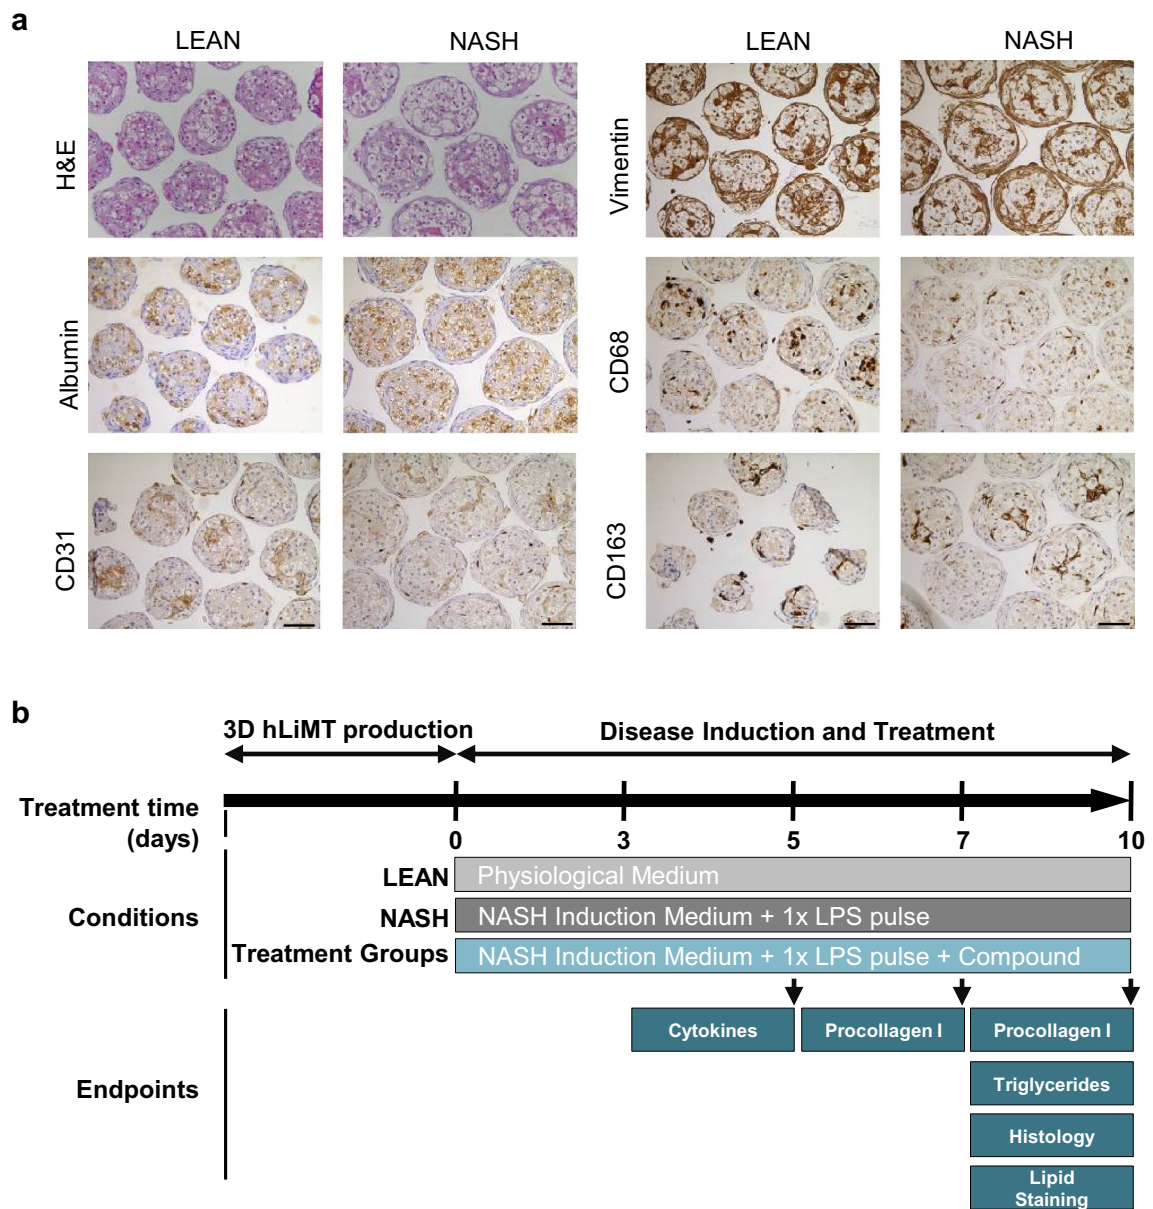 a
LEAN
NASH
LEAN
NASH
H&E
Vimentin
Albumin
CD68
CD31
CD163
b
3D hLiMT production
Disease Induction and Treatment
Treatment time
(days)
0
3
5
7
10
Conditions
LEAN
Physiological Medium
NASH
NASH Induction Medium + 1x LPS pulse
Treatment Groups
NASH Induction Medium + 1x LPS pulse + Compound
Endpoints
Cytokines
Procollagen I
Procollagen I
Triglycerides
Histology
Lipid
Staining